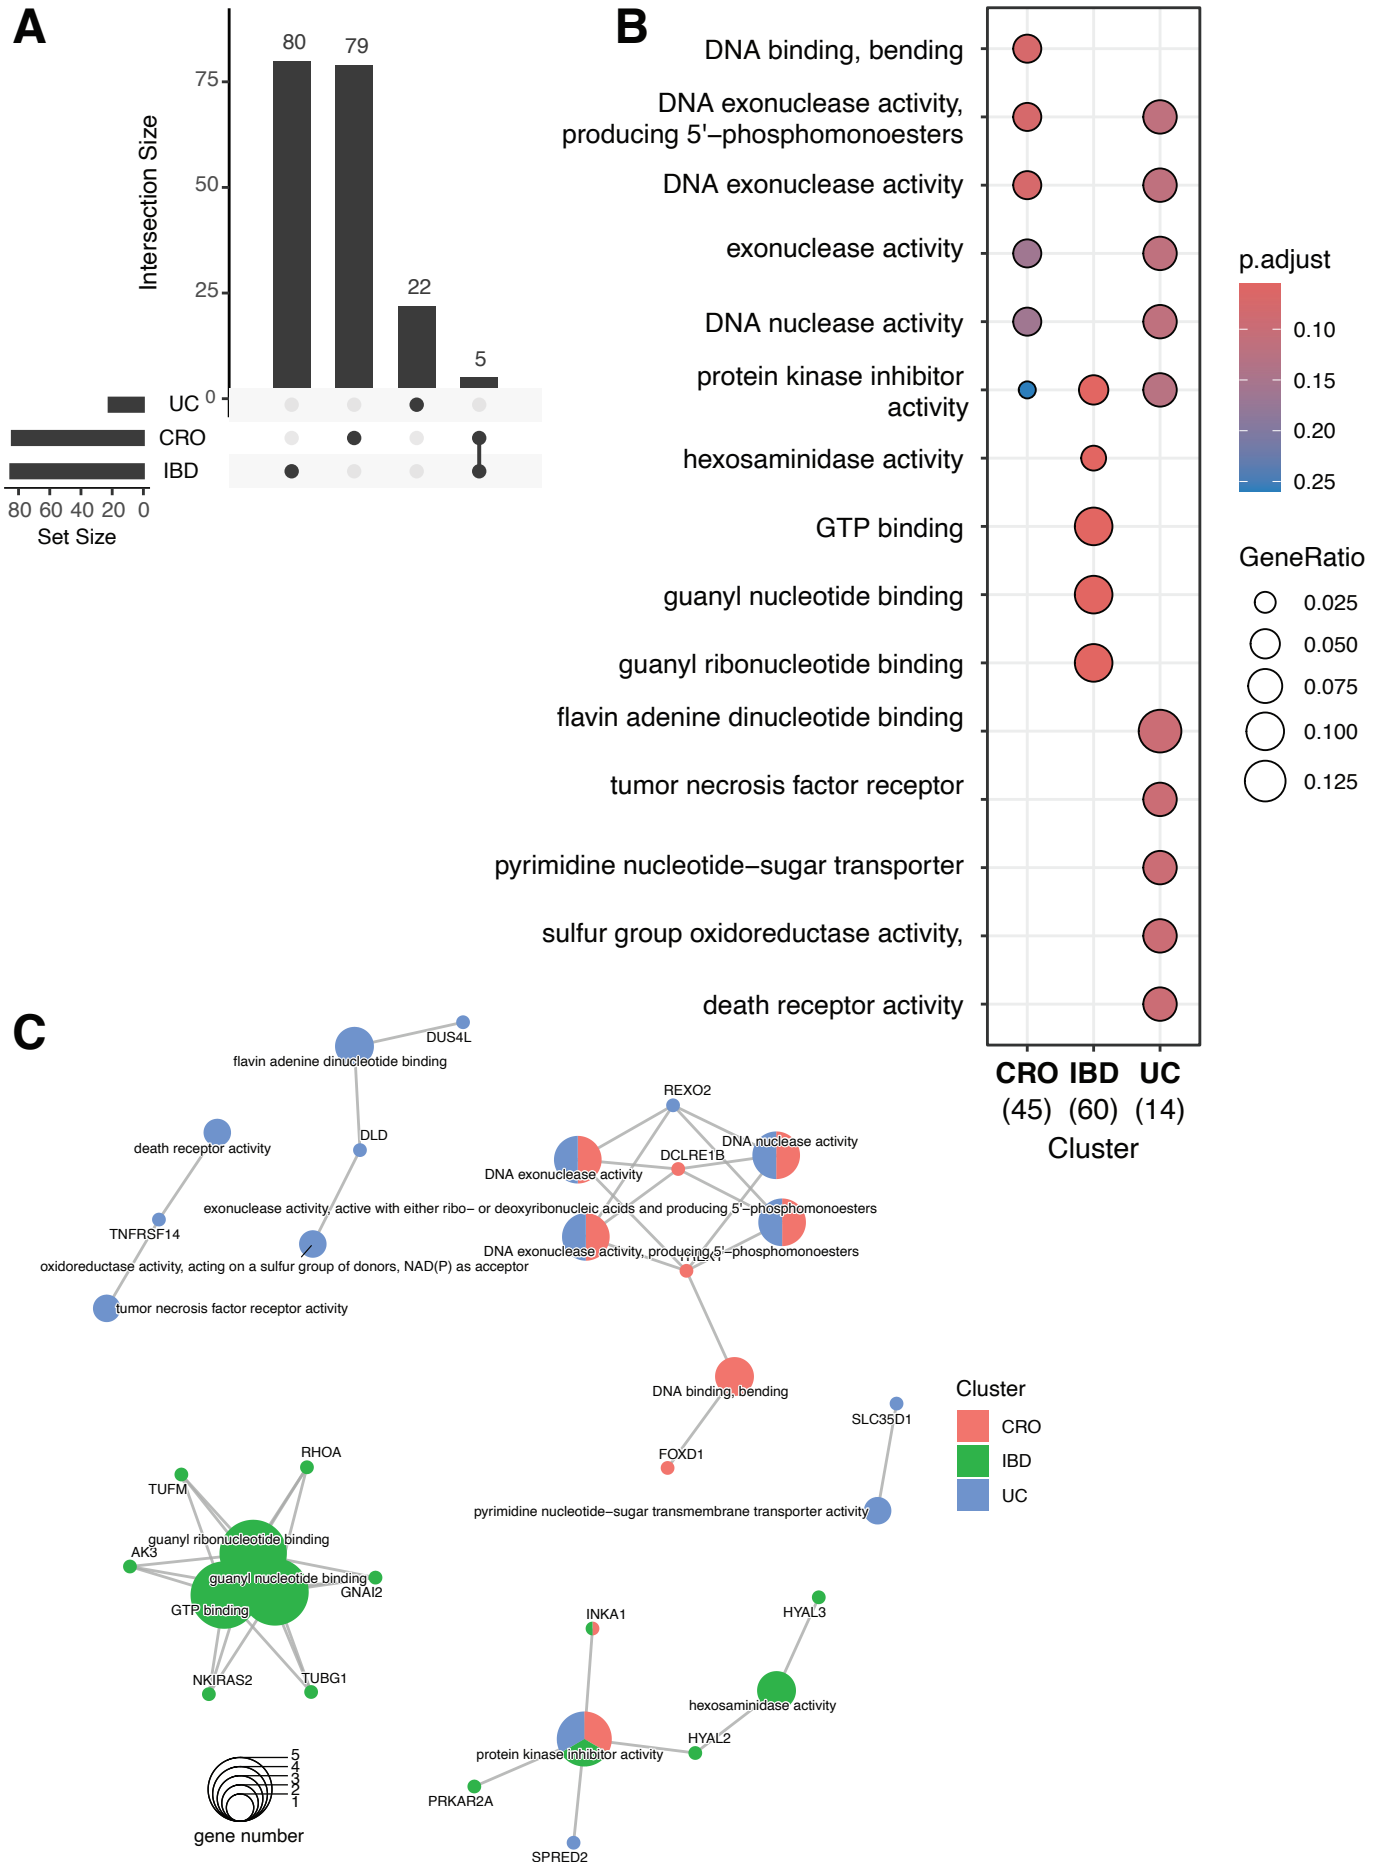 A
80
79
22
5
75
50
25
0
Intersection Size
UC
CRO
IBD
80 60 40 20 0
Set Size
B
DNA binding, bending
DNA exonuclease activity,
producing 5'−phosphomonoesters
DNA exonuclease activity
exonuclease activity
DNA nuclease activity
protein kinase inhibitor
activity
hexosaminidase activity
GTP binding
guanyl nucleotide binding
guanyl ribonucleotide binding
flavin adenine dinucleotide binding
tumor necrosis factor receptor
pyrimidine nucleotide−sugar transporter
sulfur group oxidoreductase activity,
death receptor activity
CRO IBD UC
(45) (60) (14)
Cluster
p.adjust
0.10
0.15
0.20
0.25
GeneRatio
0.025
0.050
0.075
0.100
0.125
C
DUS4L
flavin adenine dinucleotide binding
death receptor activity
DLD
TNFRSF14
oxidoreductase activity, acting on a sulfur group of donors, NAD(P) as acceptor
tumor necrosis factor receptor activity
REXO2
DNA nuclease activity
DCLRE1B
DNA exonuclease activity
exonuclease activity, active with either ribo− or deoxyribonucleic acids and producing 5'−phosphomonoesters
DNA exonuclease activity, producing 5'−phosphomonoesters
DNA binding, bending
FOXD1
SLC35D1
pyrimidine nucleotide−sugar transmembrane transporter activity
Cluster
CRO
IBD
UC
RHOA
TUFM
guanyl ribonucleotide binding
AK3
guanyl nucleotide binding
GNAI2
GTP binding
NKIRAS2
TUBG1
INKA1
HYAL3
hexosaminidase activity
HYAL2
protein kinase inhibitor activity
PRKAR2A
SPRED2
5
4
3
2
1
gene number